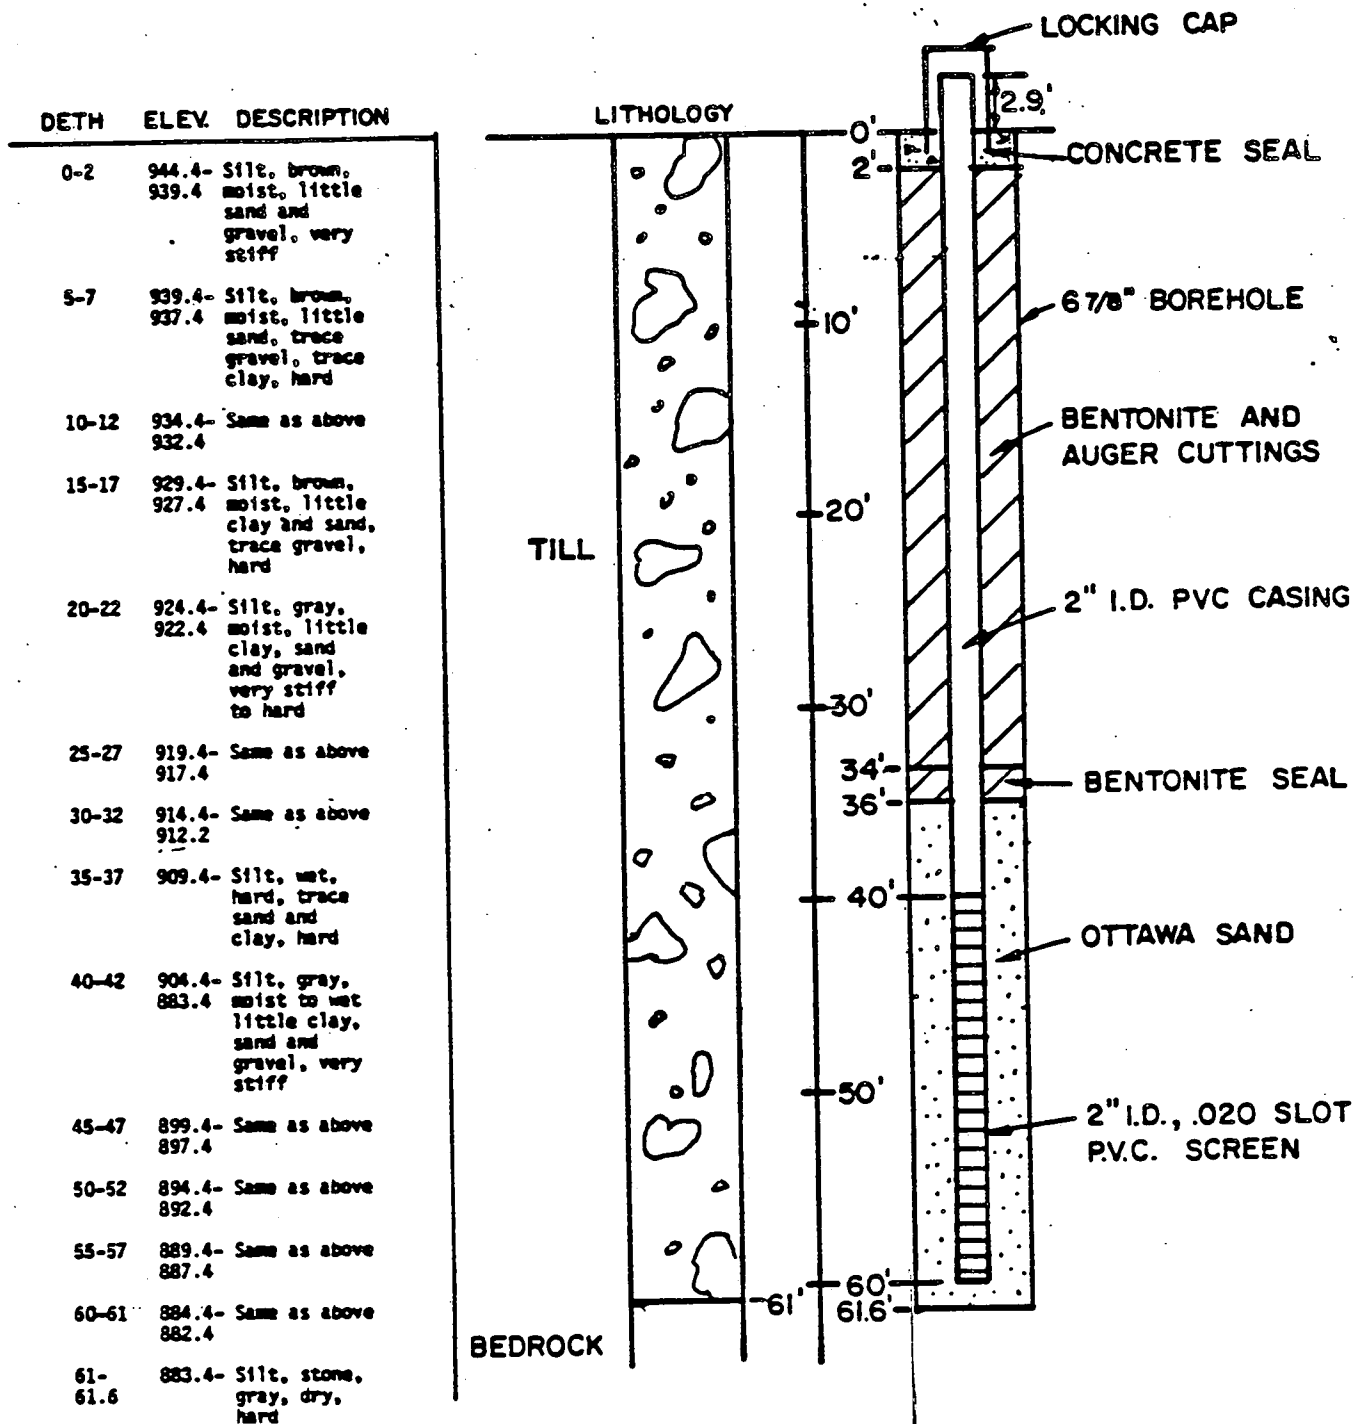 DETH ELEV. DESCRIPTION
0-2 944.4- Silt, brown,
939.4 moist, little
sand and
gravel, very
stiff
5-7 939.4- Silt, brown,
937.4 moist, little
sand, trace
gravel, trace
clay, hard
10-12 934.4- Same as above
932.4
15-17 929.4- Silt, brown,
927.4 moist, little
clay and sand,
trace gravel,
hard
20-22 924.4- Silt, gray,
922.4 moist, little
clay, sand
and gravel,
very stiff
to hard
25-27 919.4- Same as above
917.4
30-32 914.4- Same as above
912.2
35-37 909.4- Silt, wet,
hard, trace
sand and
clay, hard
40-42 904.4- Silt, gray,
883.4 moist to wet
little clay,
sand and
gravel, very
stiff
45-47 899.4- Same as above
897.4
50-52 894.4- Same as above
892.4
55-57 889.4- Same as above
887.4
60-61 884.4- Same as above
882.4
61- 883.4- Silt, stone,
61.6 gray, dry,
hard
LITHOLOGY
TILL
BEDROCK
61'
0'
2'
10'
20'
30'
34'
36'
40'
50'
60'
61.6'
LOCKING CAP
2.9'
CONCRETE SEAL
6 7/8" BOREHOLE
BENTONITE AND
AUGER CUTTINGS
2" I.D. PVC CASING
BENTONITE SEAL
OTTAWA SAND
2" I.D., .020 SLOT
P.V.C. SCREEN